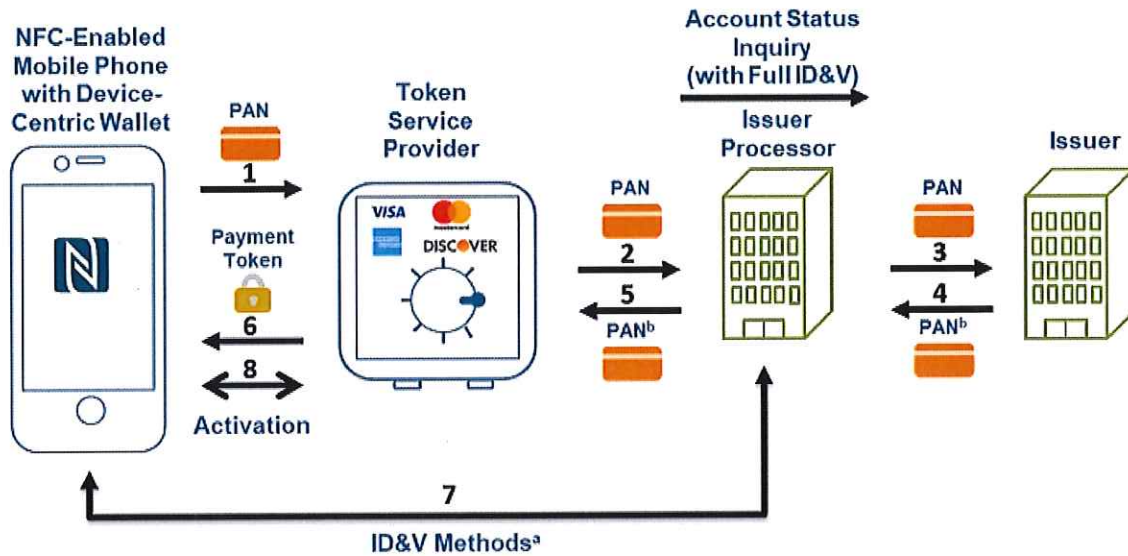 NFC-Enabled
Mobile Phone
with Device-
Centric Wallet
PAN
1
Token
Service
Provider
Account Status
Inquiry
(with Full ID&V)
Issuer
Processor
Issuer
VISA
mastercard
DISCOVER
PAN
2
PAN
3
Payment
Token
5
4
6
PANᵇ
PANᵇ
8
Activation
7
ID&V Methodsᵃ